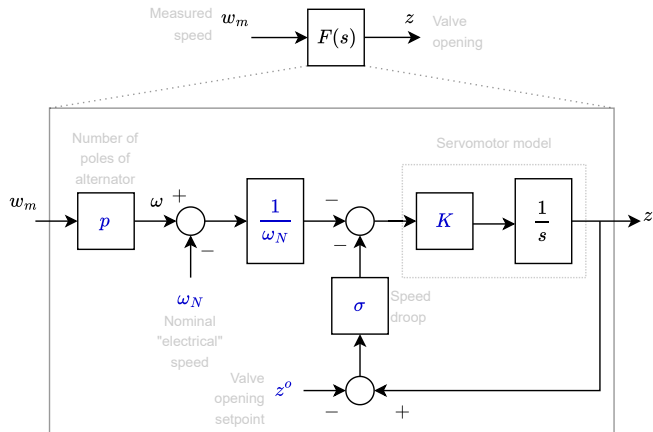 Measured
speed
w_m
F(s)
z
Valve
opening
Number of
poles of
alternator
Servomotor model
w_m
p
ω
+
−
1
ω_N
−
−
K
1
s
z
ω_N
Nominal
"electrical"
speed
σ
Speed
droop
Valve
opening
setpoint
z^o
−
+